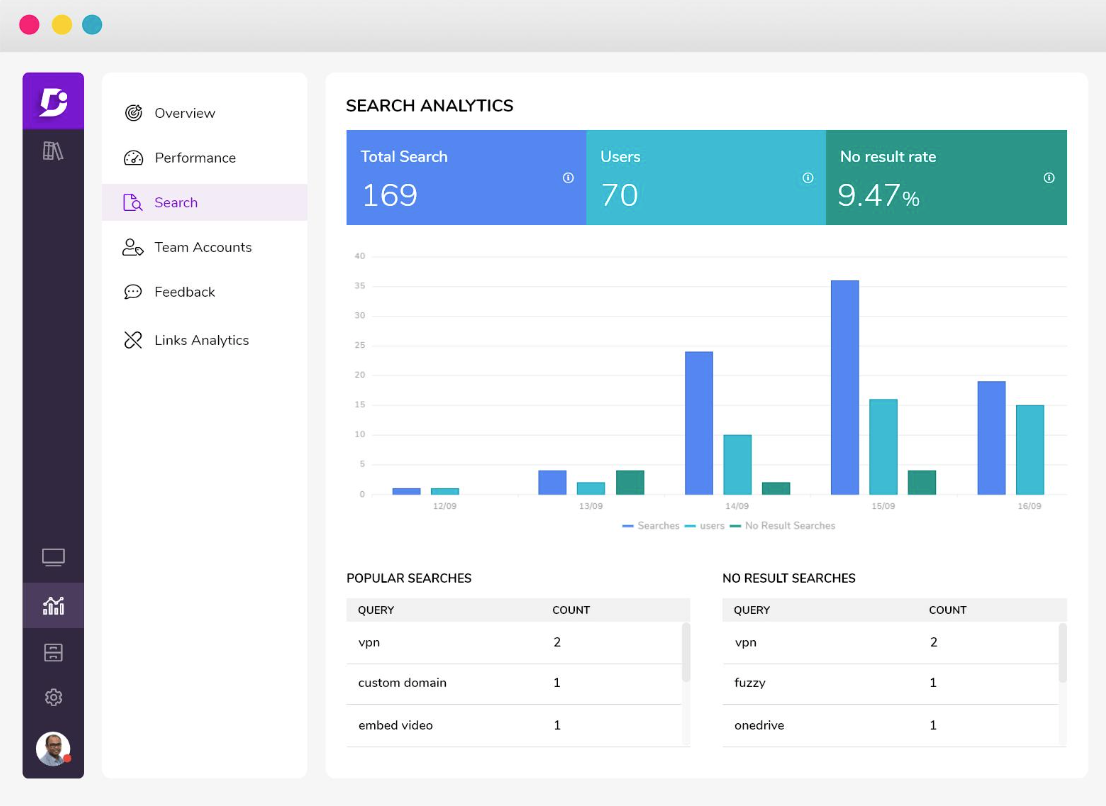 Overview
Performance
Search
Team Accounts
Feedback
Links Analytics
SEARCH ANALYTICS
Total Search
169
Users
70
No result rate
9.47%
40
35
30
25
20
15
10
5
0
12/09 13/09 14/09 15/09 16/09
Searches users No Result Searches
POPULAR SEARCHES
QUERY COUNT
vpn 2
custom domain 1
embed video 1
NO RESULT SEARCHES
QUERY COUNT
vpn 2
fuzzy 1
onedrive 1